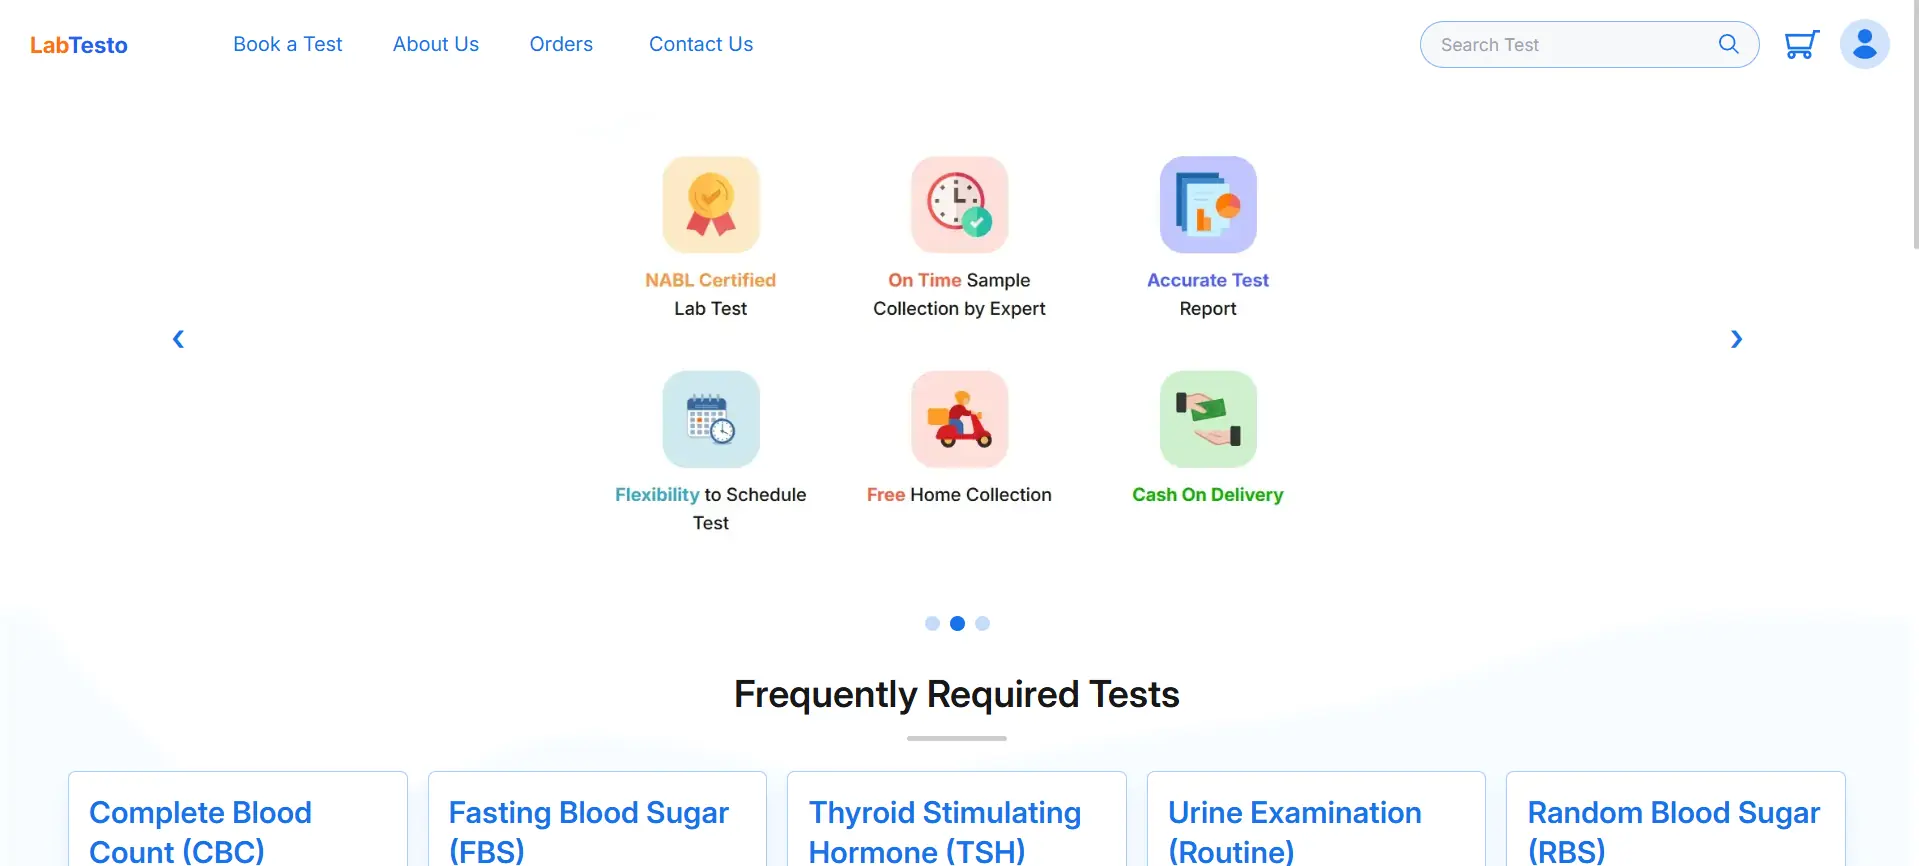 LabTesto
Book a Test
About Us
Orders
Contact Us
Search Test
NABL Certified
Lab Test
On Time Sample
Collection by Expert
Accurate Test
Report
Flexibility to Schedule
Test
Free Home Collection
Cash On Delivery
Frequently Required Tests
Complete Blood
Count (CBC)
Fasting Blood Sugar
(FBS)
Thyroid Stimulating
Hormone (TSH)
Urine Examination
(Routine)
Random Blood Sugar
(RBS)